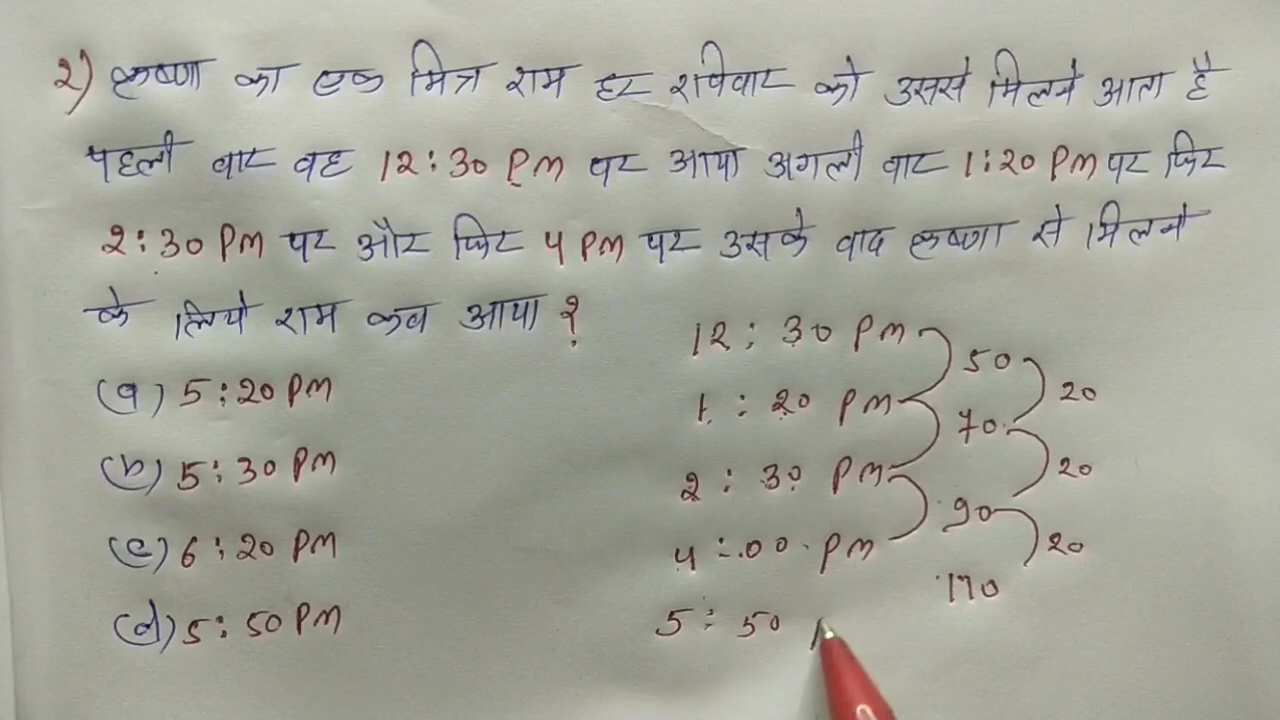 2) कृष्णा का एक मित्र राम हर रविवार को उससे मिलने आता है
पहली बार वह 12:30 PM पर आया अगली बार 1:20 PM पर फिर
2:30 PM पर और फिर 4 PM पर उसके बाद कृष्णा से मिलने
के लिये राम कब आया ?
(a) 5:20 PM
(b) 5:30 PM
(c) 6:20 PM
(d) 5:50 PM
12:30 PM
50
20
1:20 PM
70
20
2:30 PM
90
20
4:00 PM
110
5:50